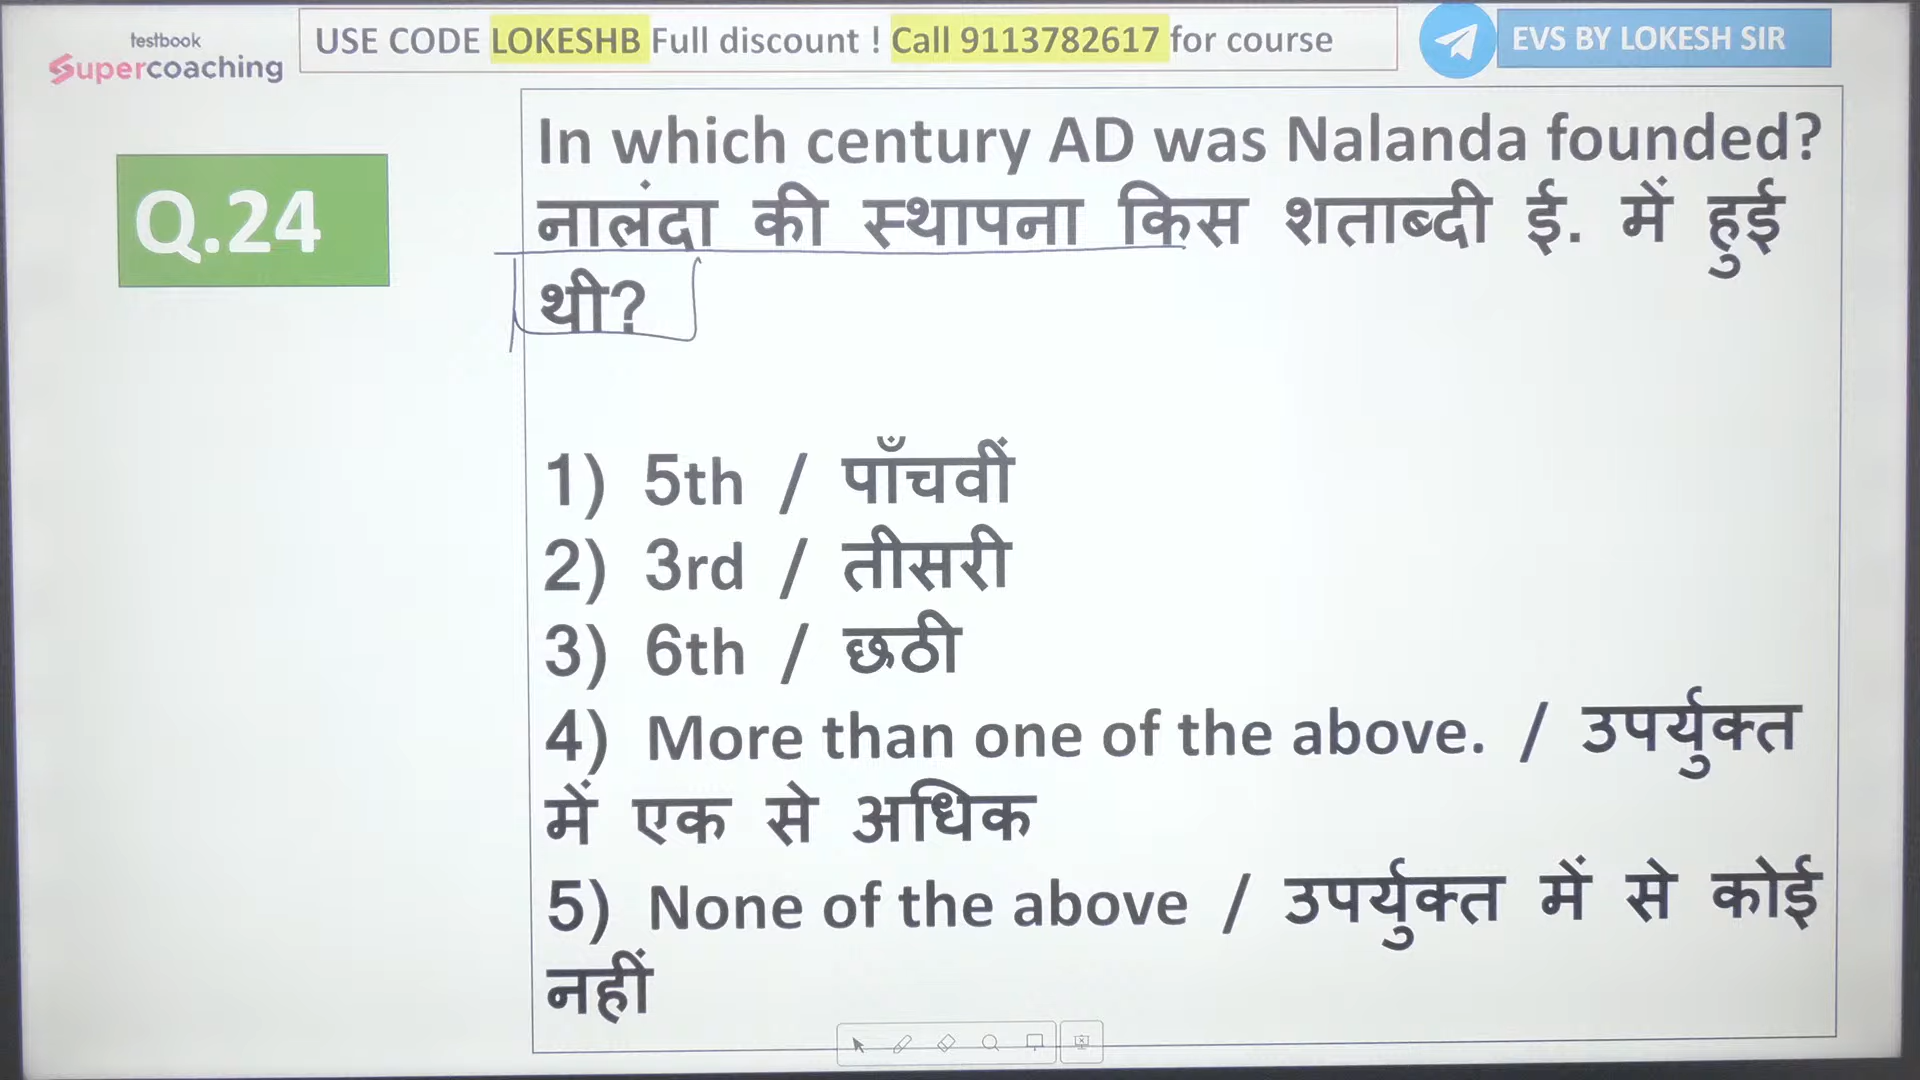 testbook
Supercoaching
USE CODE LOKESHB Full discount ! Call 9113782617 for course
EVS BY LOKESH SIR
Q.24
In which century AD was Nalanda founded?
नालंदा की स्थापना किस शताब्दी ई. में हुई
थी?
1) 5th / पाँचवीं
2) 3rd / तीसरी
3) 6th / छठी
4) More than one of the above. / उपर्युक्त
में एक से अधिक
5) None of the above / उपर्युक्त में से कोई
नहीं